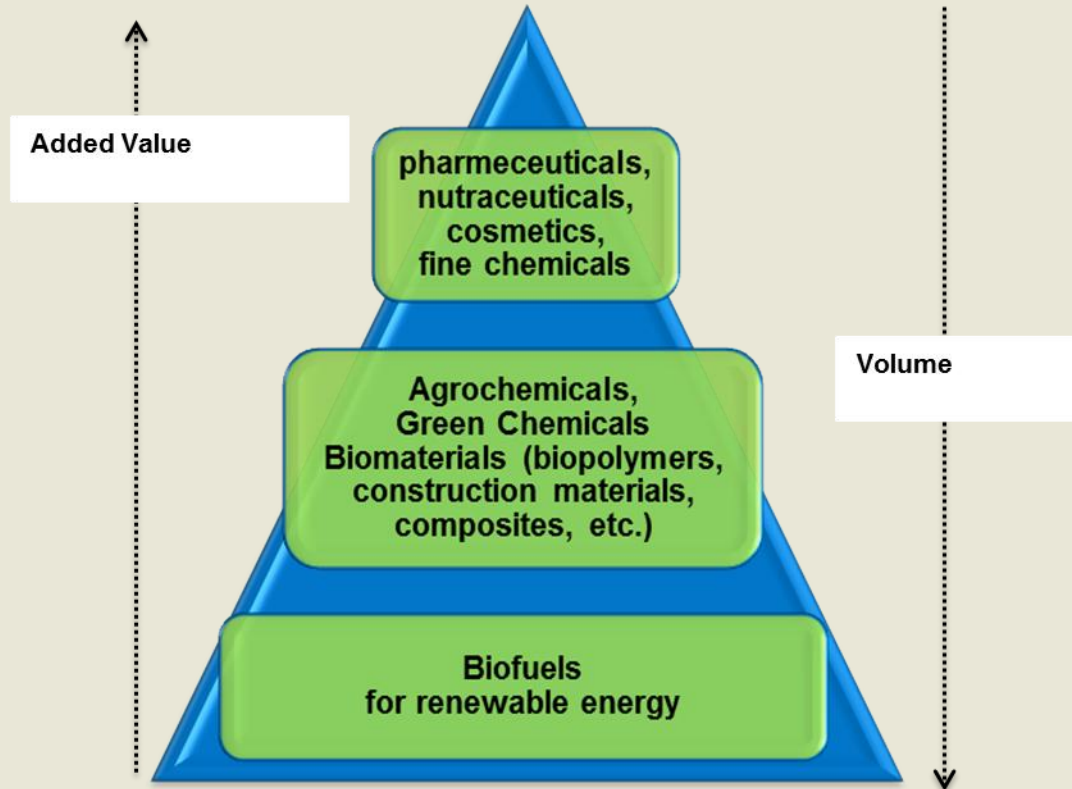 Added Value
pharmeceuticals,
nutraceuticals,
cosmetics,
fine chemicals
Volume
Agrochemicals,
Green Chemicals
Biomaterials (biopolymers,
construction materials,
composites, etc.)
Biofuels
for renewable energy